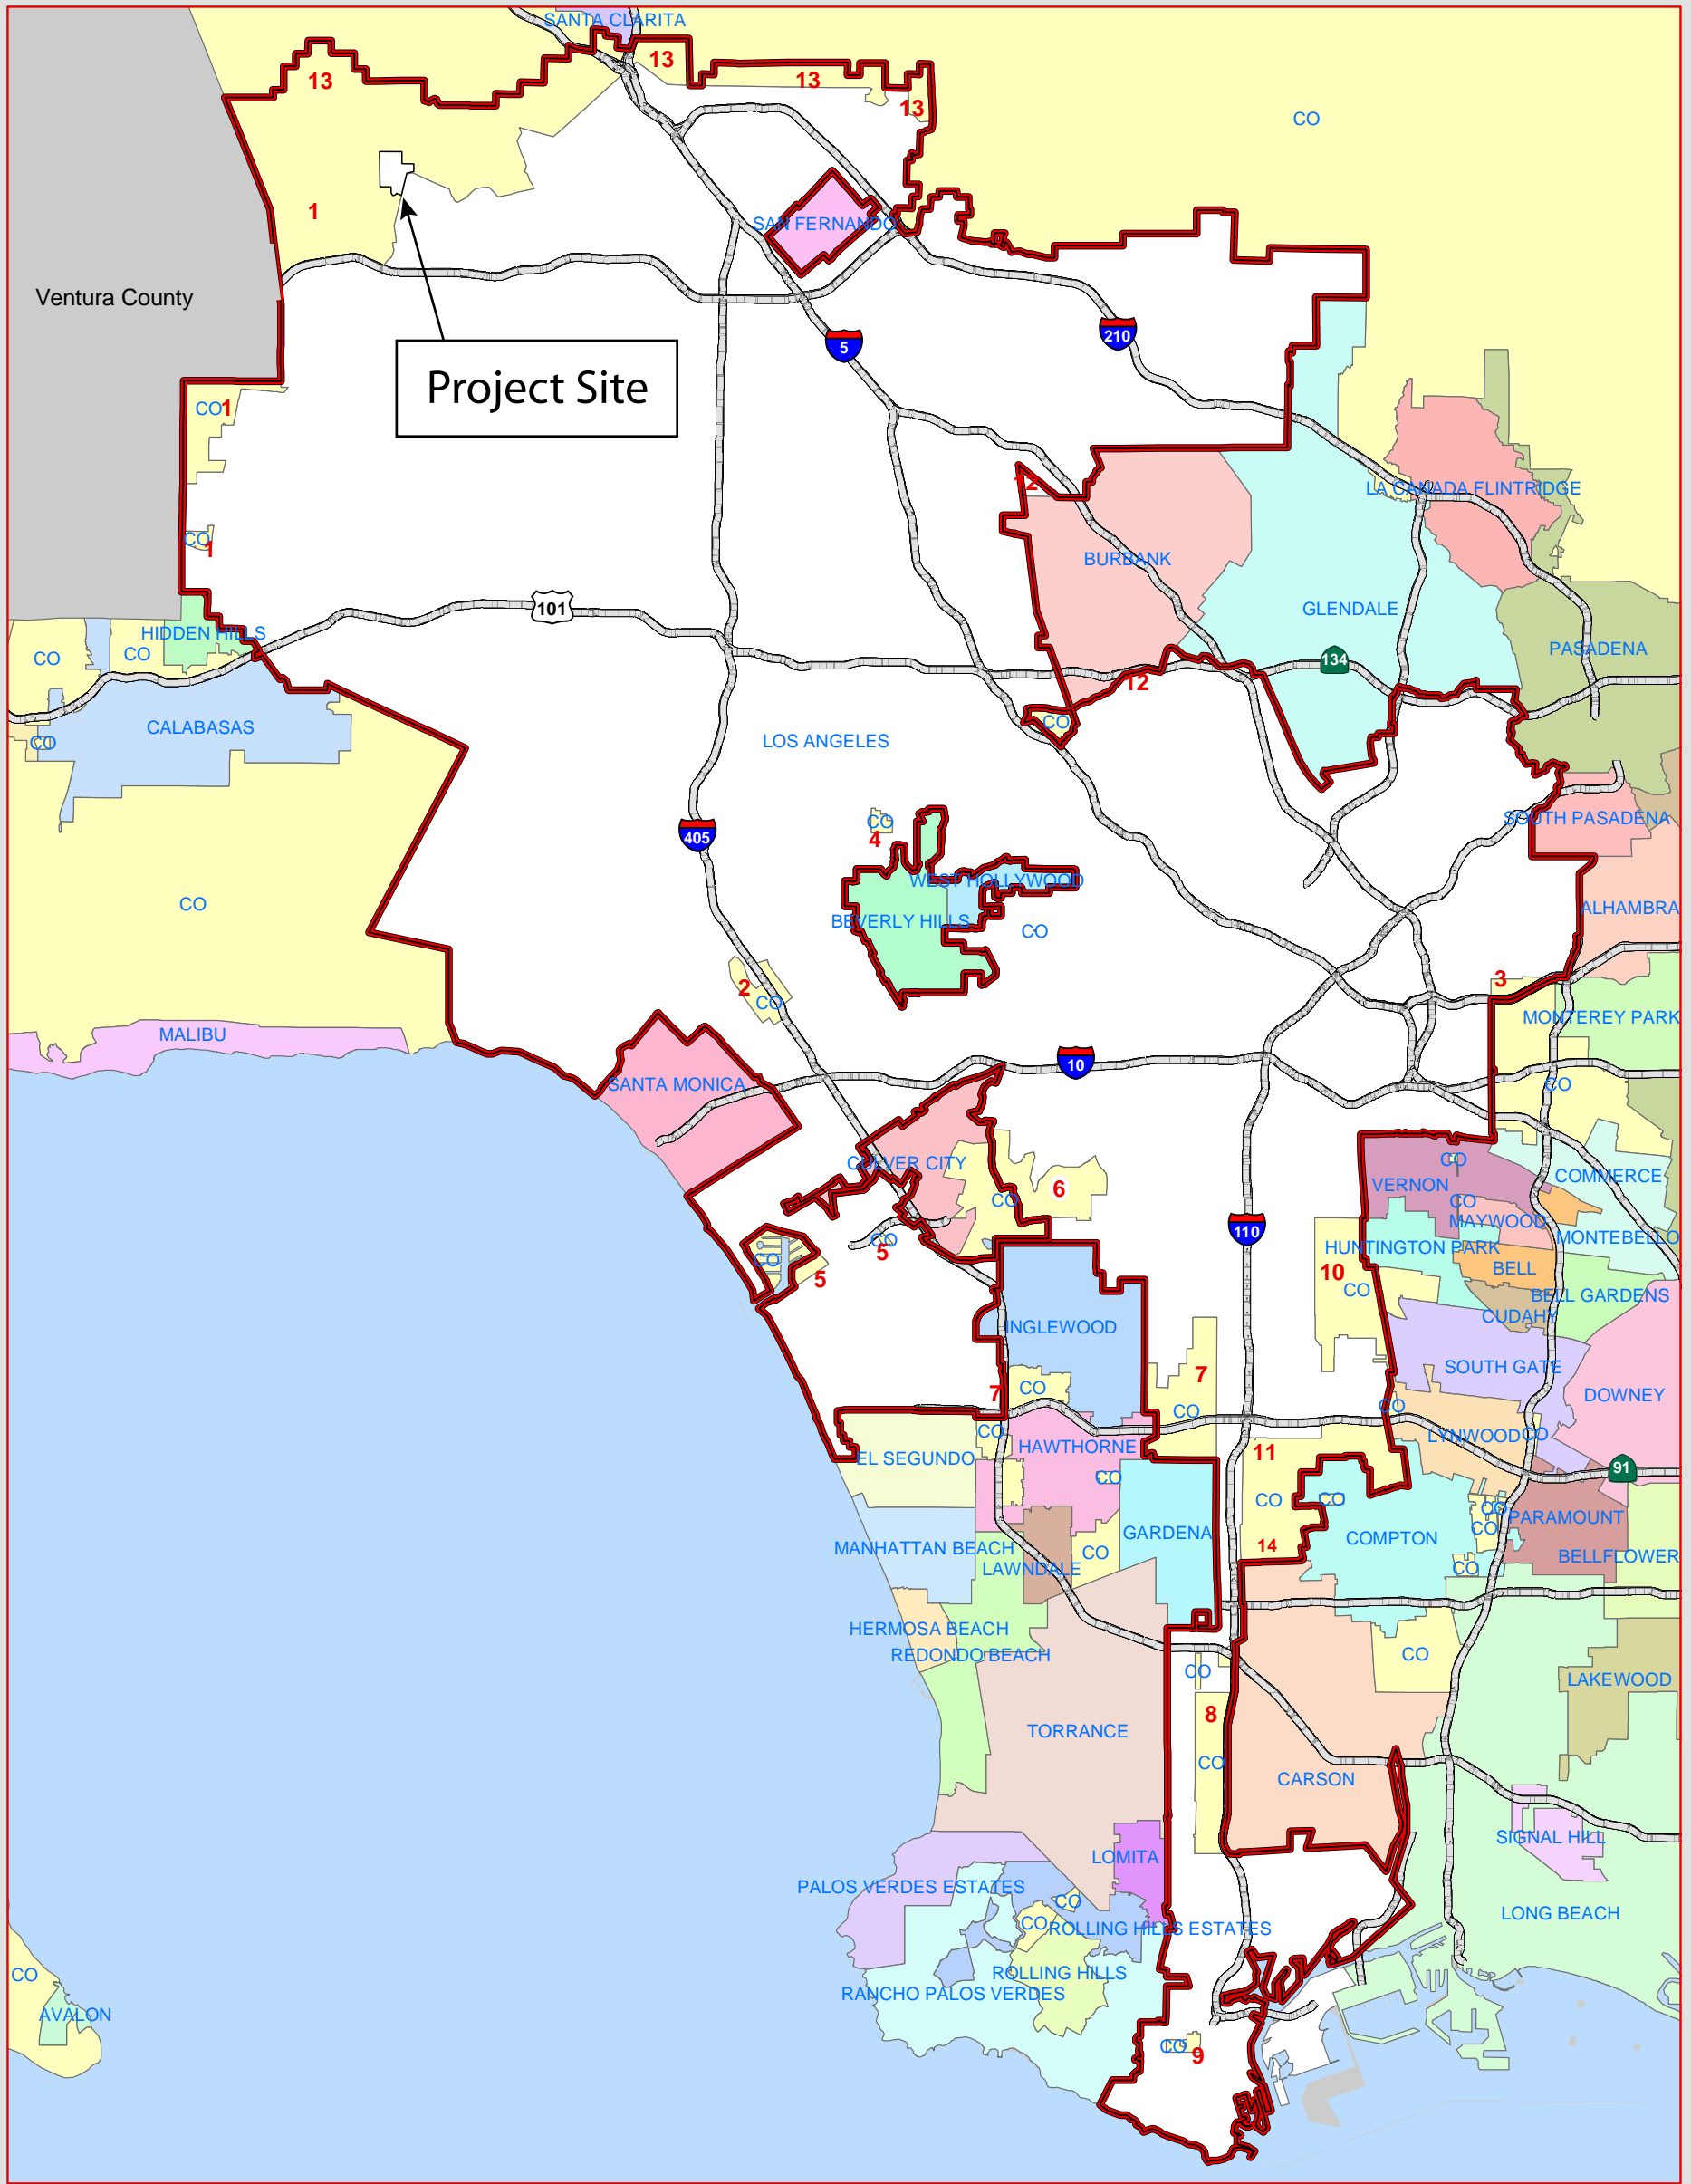 SANTA CLARITA
13
13
13
13
CO
1
SAN FERNANDO
Ventura County
5
210
Project Site
CO
1
12
LA CANADA FLINTRIDGE
CO
1
BURBANK
101
GLENDALE
HIDDEN HILLS
CO
CO
PASADENA
134
12
CALABASAS
CO
CO
LOS ANGELES
CO
4
405
SOUTH PASADENA
WEST HOLLYWOOD
CO
BEVERLY HILLS
CO
ALHAMBRA
2
CO
3
MONTEREY PARK
MALIBU
10
SANTA MONICA
CO
CULVER CITY
CO
COMMERCE
VERNON
6
CO
CO
MAYWOOD
110
CO
5
MONTEBELLO
HUNTINGTON PARK
CO
BELL
5
10
CO
BELL GARDENS
CUDAHY
INGLEWOOD
SOUTH GATE
7
CO
7
DOWNEY
CO
CO
CO
LYNWOOD
CO
HAWTHORNE
11
EL SEGUNDO
91
CO
CO
CO
CO
PARAMOUNT
GARDENA
CO
COMPTON
MANHATTAN BEACH
14
CO
BELLFLOWER
LAWNDALE
CO
HERMOSA BEACH
REDONDO BEACH
CO
CO
LAKEWOOD
8
TORRANCE
CO
CARSON
SIGNAL HILL
LOMITA
PALOS VERDES ESTATES
CO
LONG BEACH
CO
ROLLING HILLS ESTATES
CO
ROLLING HILLS
RANCHO PALOS VERDES
AVALON
CO
9